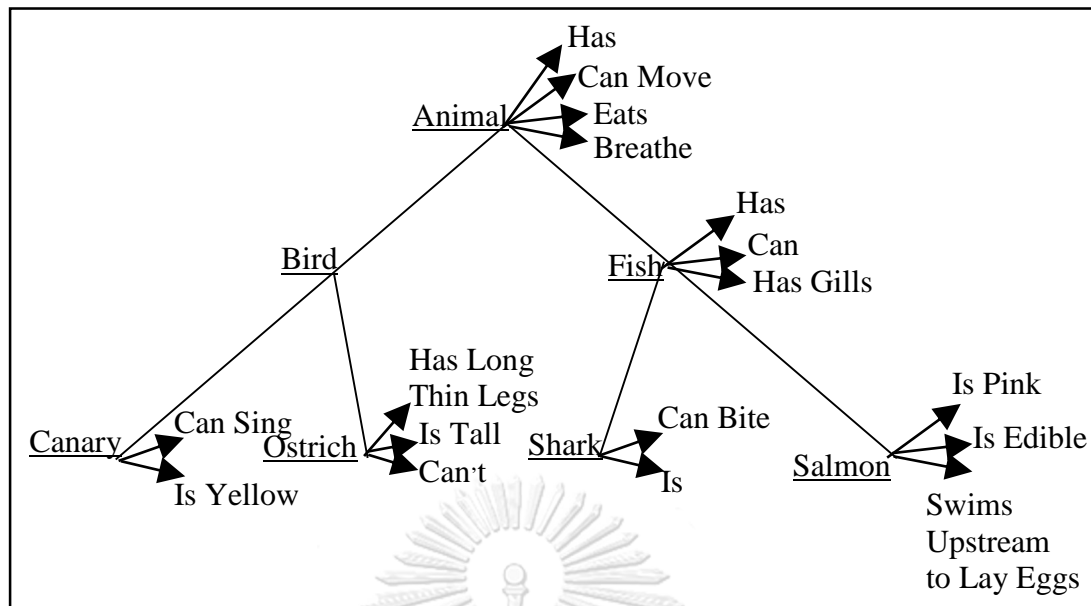 Has
Can Move
Animal
Eats
Breathe
Has
Bird
Fish
Can
Has Gills
Has Long
Thin Legs
Is Pink
Canary
Can Sing
Ostrich
Is Tall
Shark
Can Bite
Salmon
Is Edible
Is Yellow
Can't
Is
Swims
Upstream
to Lay Eggs